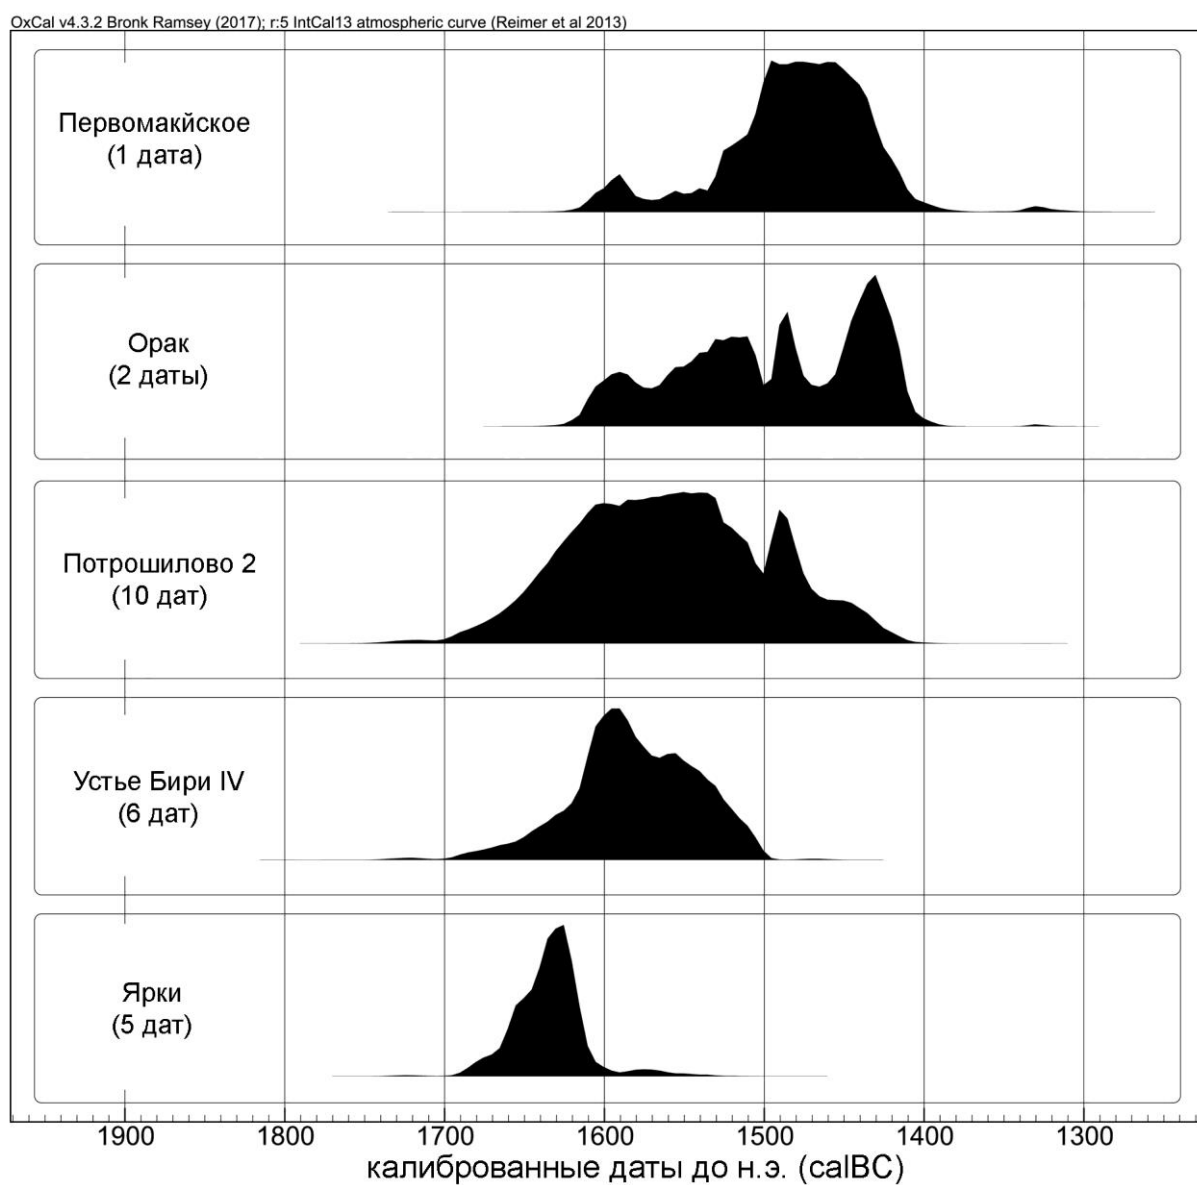 OxCal v4.3.2 Bronk Ramsey (2017); r:5 IntCal13 atmospheric curve (Reimer et al 2013)
Первомакйское
(1 дата)
Орак
(2 даты)
Потрошилово 2
(10 дат)
Устье Бири IV
(6 дат)
Ярки
(5 дат)
1900 1800 1700 1600 1500 1400 1300
калиброванные даты до н.э. (calBC)